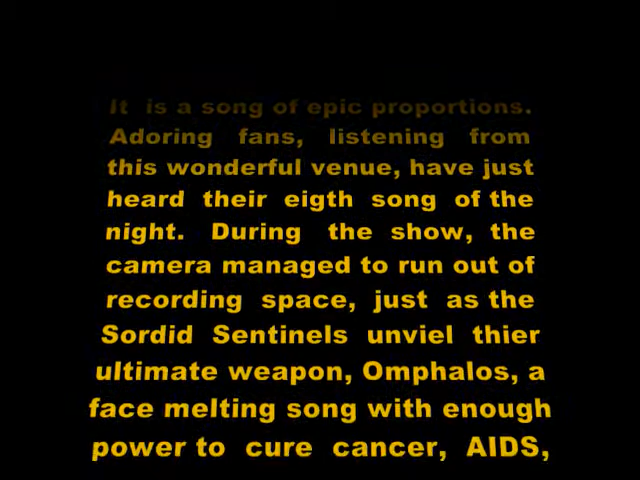 It is a song of epic proportions.
Adoring fans, listening from
this wonderful venue, have just
heard their eigth song of the
night. During the show, the
camera managed to run out of
recording space, just as the
Sordid Sentinels unviel thier
ultimate weapon, Omphalos, a
face melting song with enough
power to cure cancer, AIDS,